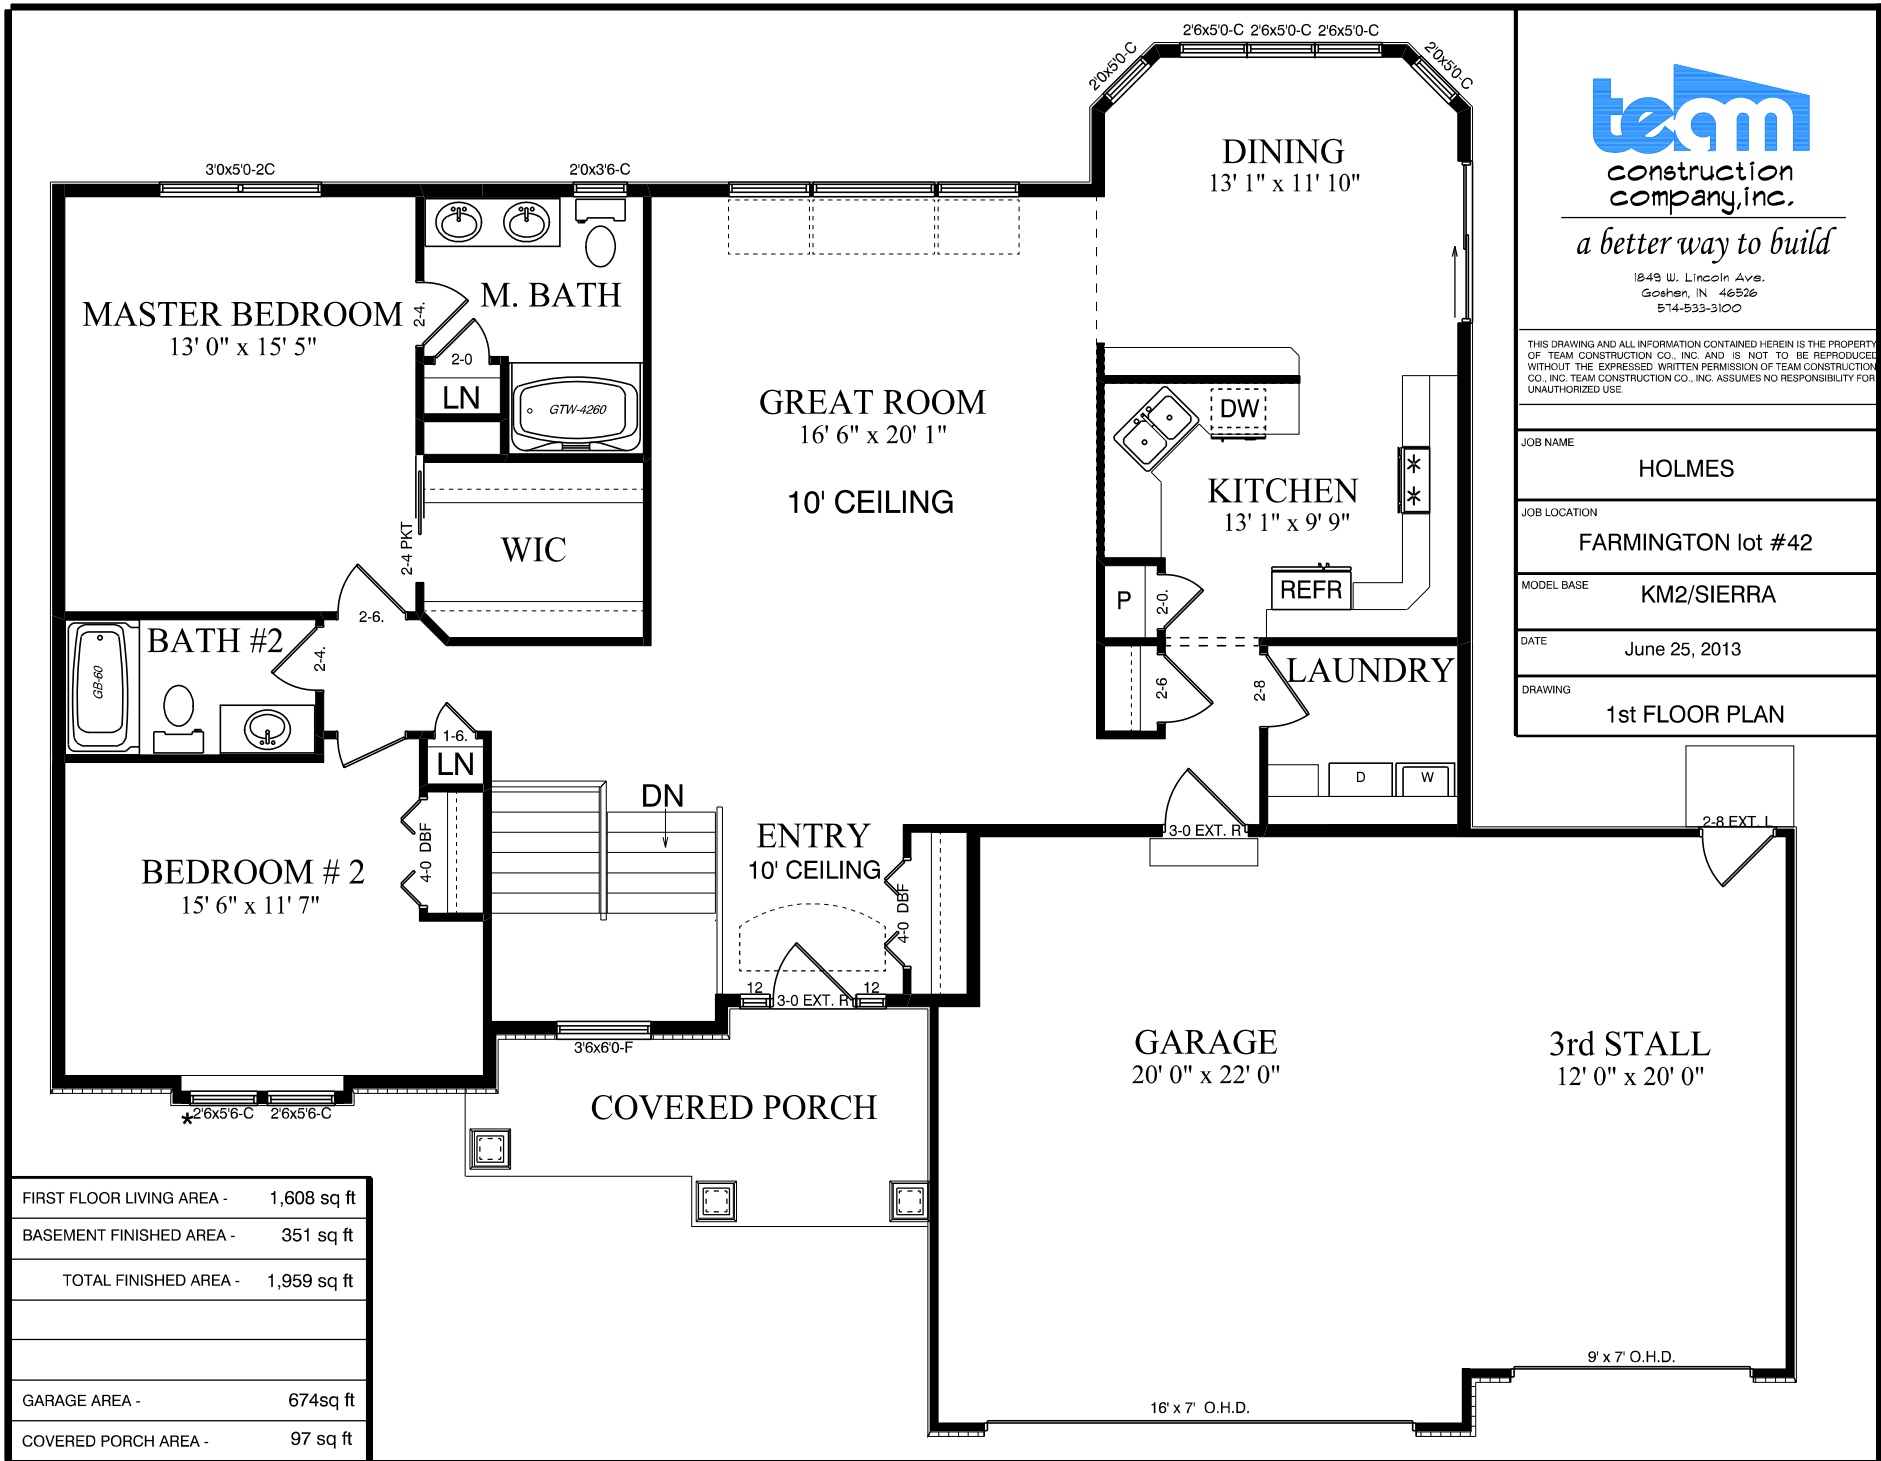 2'6x5'0-C 2'6x5'0-C 2'6x5'0-C
2'0x5'0-C
2'0x5'0-C
DINING
13' 1" x 11' 10"
3'0x5'0-2C
2'0x3'6-C
MASTER BEDROOM
13' 0" x 15' 5"
2-4.
M. BATH
2-0
LN
GTW-4260
GREAT ROOM
16' 6" x 20' 1"
10' CEILING
DW
KITCHEN
13' 1" x 9' 9"
2-4 PKT
WIC
REFR
P
2-0.
2-6.
BATH #2
GB-60
2-4.
2-6
2-8
LAUNDRY
1-6.
LN
D
W
DN
4-0 DBF
ENTRY
10' CEILING
3-0 EXT. R
2-8 EXT. L
BEDROOM # 2
15' 6" x 11' 7"
4-0 DBF
12
3-0 EXT. R
12
3'6x6'0-F
GARAGE
20' 0" x 22' 0"
3rd STALL
12' 0" x 20' 0"
COVERED PORCH
*2'6x5'6-C
2'6x5'6-C
9' x 7' O.H.D.
16' x 7' O.H.D.
FIRST FLOOR LIVING AREA - 1,608 sq ft
BASEMENT FINISHED AREA - 351 sq ft
TOTAL FINISHED AREA - 1,959 sq ft
GARAGE AREA - 674sq ft
COVERED PORCH AREA - 97 sq ft
team
construction
company,inc.
a better way to build
1849 W. Lincoln Ave.
Goshen, IN 46526
574-533-3100
THIS DRAWING AND ALL INFORMATION CONTAINED HEREIN IS THE PROPERTY
OF TEAM CONSTRUCTION CO., INC. AND IS NOT TO BE REPRODUCED
WITHOUT THE EXPRESSED WRITTEN PERMISSION OF TEAM CONSTRUCTION
CO., INC. TEAM CONSTRUCTION CO., INC. ASSUMES NO RESPONSIBILITY FOR
UNAUTHORIZED USE.
JOB NAME
HOLMES
JOB LOCATION
FARMINGTON lot #42
MODEL BASE
KM2/SIERRA
DATE
June 25, 2013
DRAWING
1st FLOOR PLAN